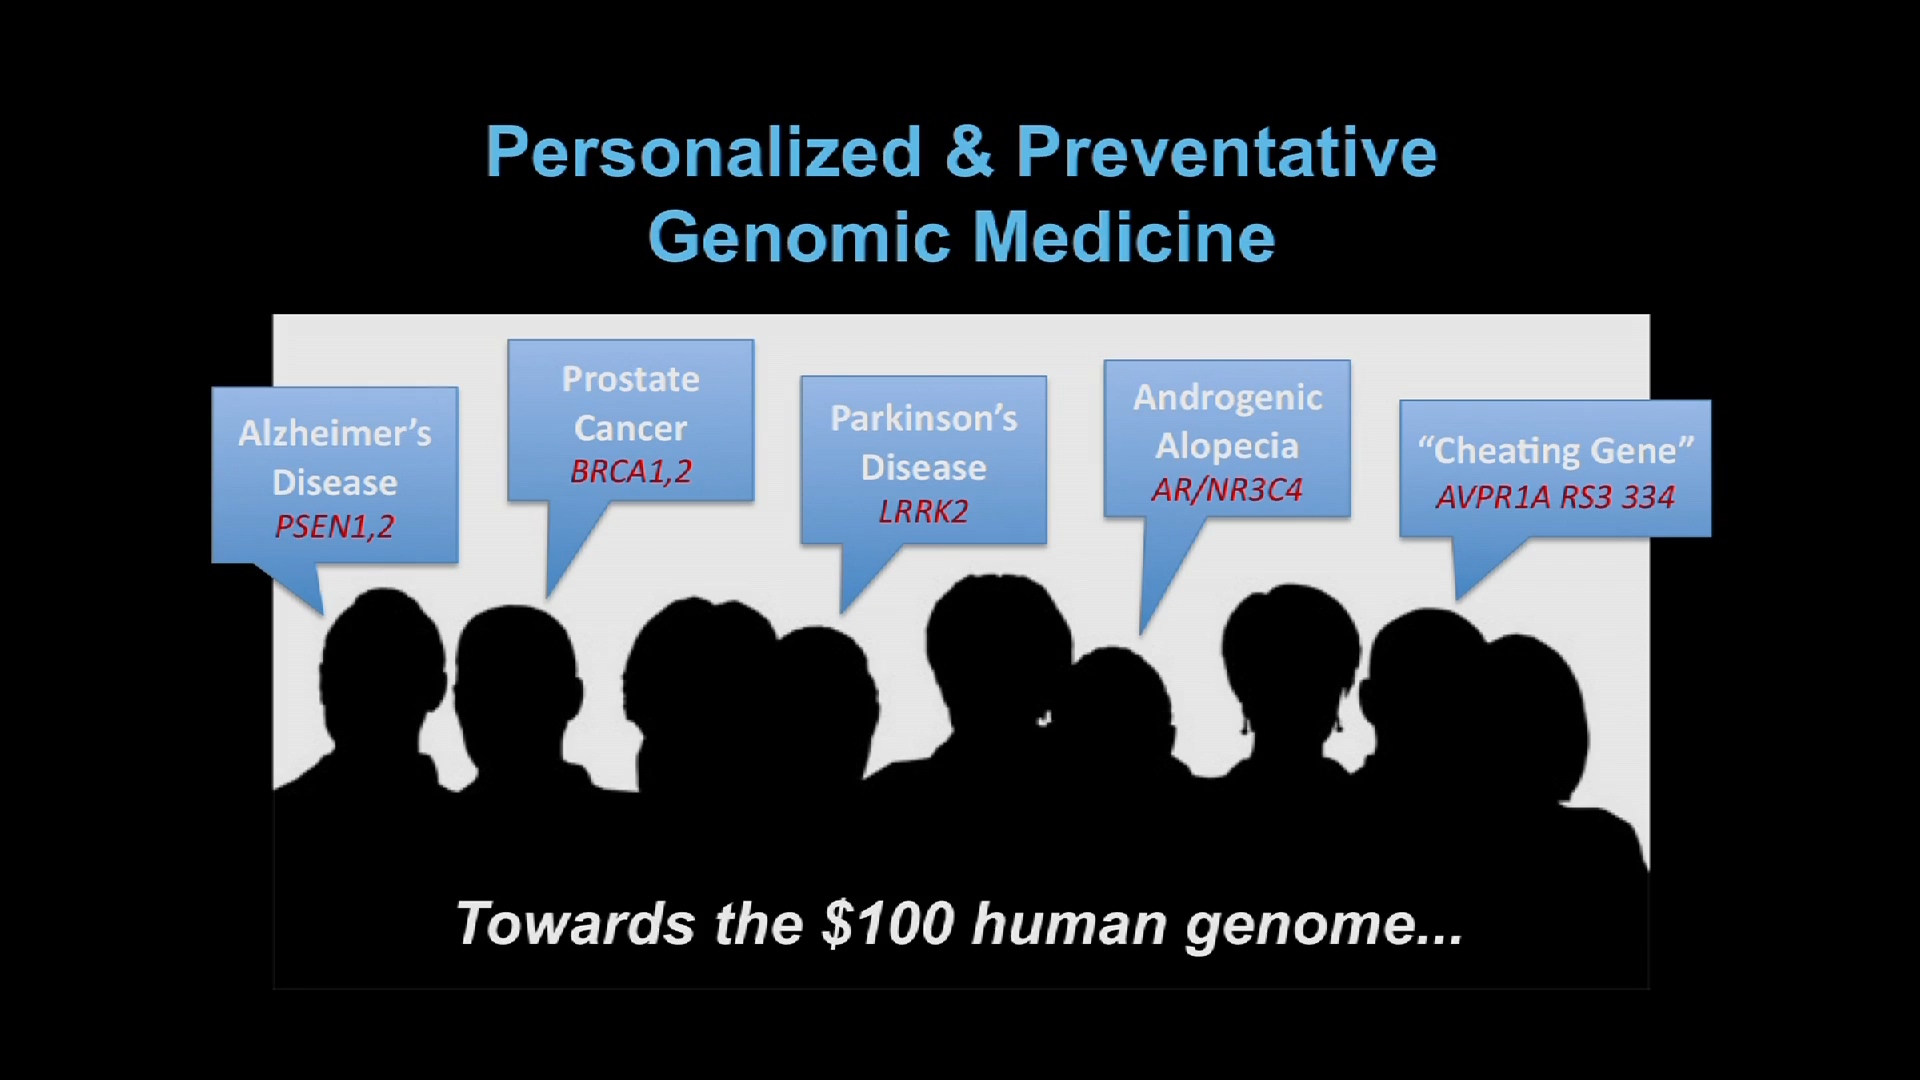 Personalized & Preventative
Genomic Medicine
Alzheimer’s
Disease
PSEN1,2
Prostate
Cancer
BRCA1,2
Parkinson’s
Disease
LRRK2
Androgenic
Alopecia
AR/NR3C4
“Cheating Gene”
AVPR1A RS3 334
Towards the $100 human genome...